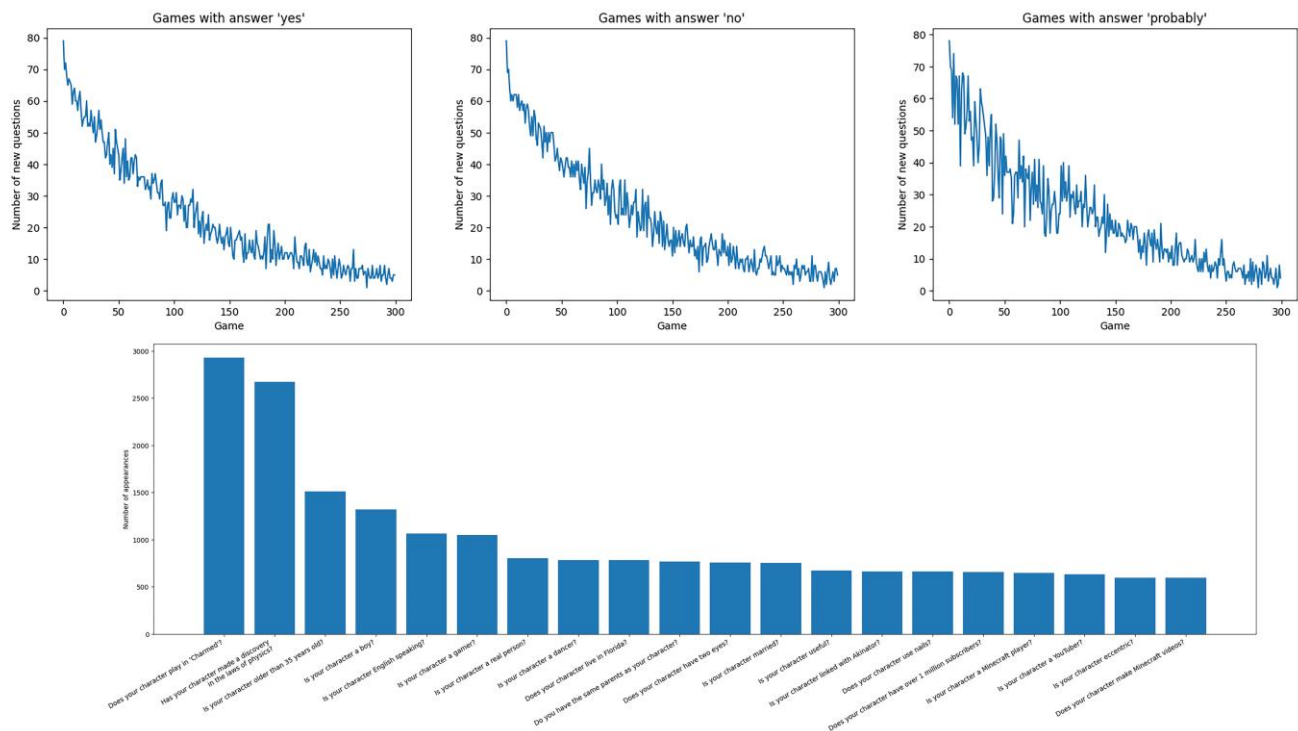 Games with answer 'yes'
Games with answer 'no'
Games with answer 'probably'
Number of new questions
80
70
60
50
40
30
20
10
0
0 50 100 150 200 250 300
Game
Number of new questions
80
70
60
50
40
30
20
10
0
0 50 100 150 200 250 300
Game
Number of new questions
80
70
60
50
40
30
20
10
0
0 50 100 150 200 250 300
Game
Number of appearances
3000
2500
2000
1500
1000
500
0
Does your character play in 'Charmed'?
Has your character made a discovery
in the laws of physics?
Is your character older than 35 years old?
Is your character a boy?
Is your character English speaking?
Is your character a gamer?
Is your character a real person?
Is your character a dancer?
Does your character live in Florida?
Do you have the same parents as your character?
Does your character have two eyes?
Is your character married?
Is your character useful?
Is your character linked with Akinator?
Does your character use nails?
Does your character have over 1 million subscribers?
Is your character a Minecraft player?
Is your character a YouTuber?
Is your character eccentric?
Does your character make Minecraft videos?